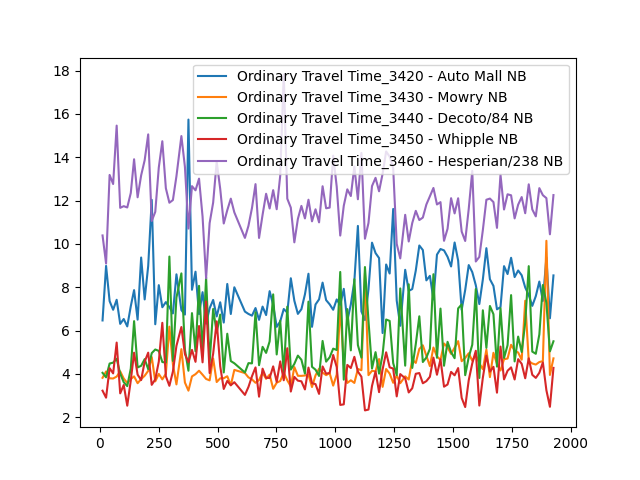 18
16
14
12
10
8
6
4
2
Ordinary Travel Time_3420 - Auto Mall NB
Ordinary Travel Time_3430 - Mowry NB
Ordinary Travel Time_3440 - Decoto/84 NB
Ordinary Travel Time_3450 - Whipple NB
Ordinary Travel Time_3460 - Hesperian/238 NB
0 250 500 750 1000 1250 1500 1750 2000